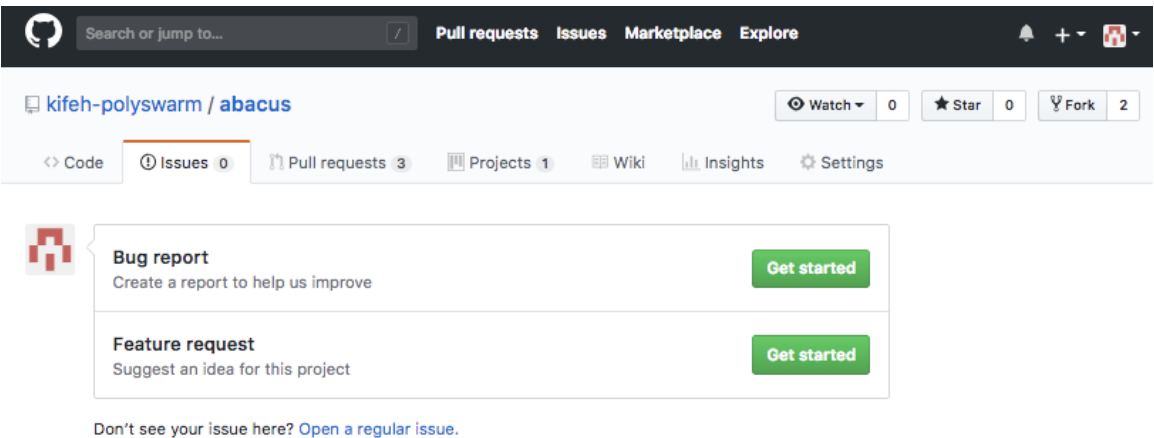 Search or jump to... / Pull requests Issues Marketplace Explore
kifeh-polyswarm / abacus Watch 0 Star 0 Fork 2
Code Issues 0 Pull requests 3 Projects 1 Wiki Insights Settings
Bug report
Create a report to help us improve
Get started
Feature request
Suggest an idea for this project
Get started
Don't see your issue here? Open a regular issue.